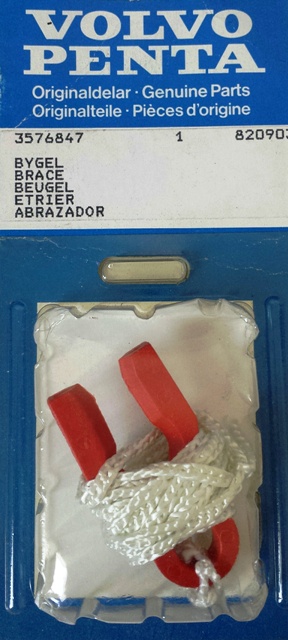 VOLVO
PENTA
Originaldelar · Genuine Parts
Originalteile · Pièces d'origine
3576847 1 820903
BYGEL
BRACE
BEUGEL
ETRIER
ABRAZADOR